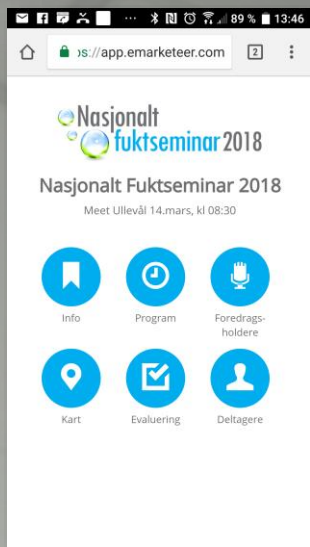 89 % 13:46
os://app.emarketeer.com 2
Nasjonalt
fuktseminar 2018
Nasjonalt Fuktseminar 2018
Meet Ullevål 14.mars, kl 08:30
Info Program Foredrags-
holdere
Kart Evaluering Deltagere